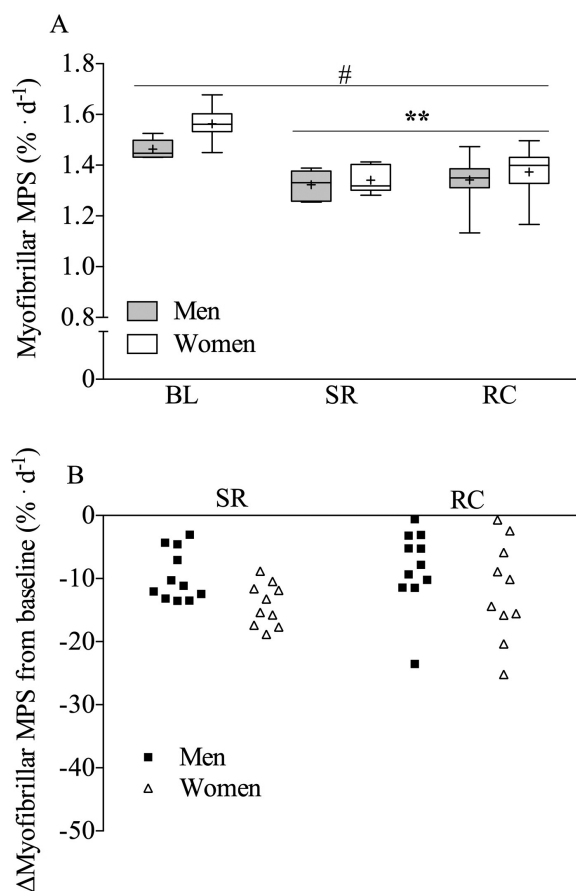 A
Myofibrillar MPS (% · d-1)
1.8
1.6
1.4
1.2
1.0
0.8
0
#
**
Men
Women
BL SR RC
B
ΔMyofibrillar MPS from baseline (% · d-1)
SR RC
0
-10
-20
-30
-40
-50
Men
Women